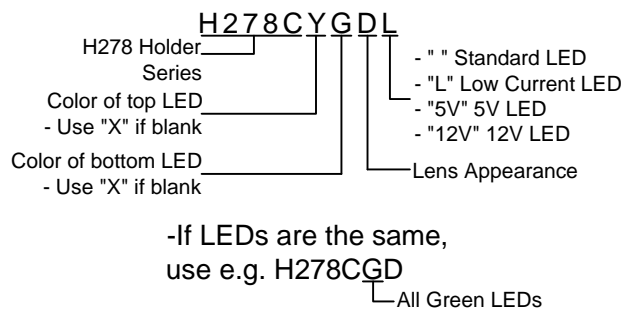 H278CYGDL
H278 Holder
Series
Color of top LED
- Use "X" if blank
Color of bottom LED
- Use "X" if blank
- " " Standard LED
- "L" Low Current LED
- "5V" 5V LED
- "12V" 12V LED
Lens Appearance
-If LEDs are the same,
use e.g. H278CGD
All Green LEDs